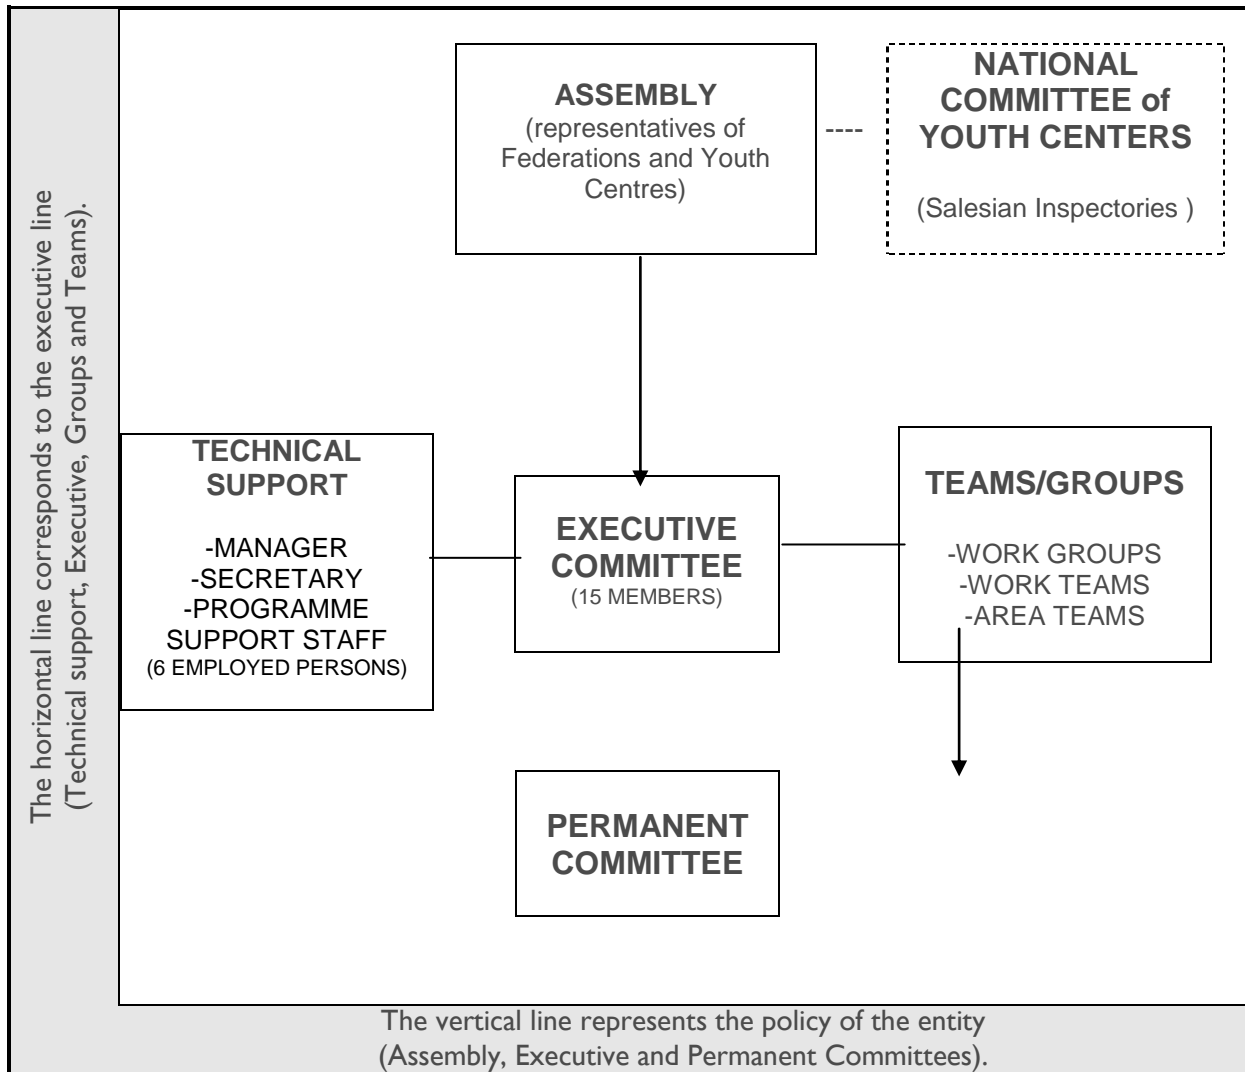 The horizontal line corresponds to the executive line
(Technical support, Executive, Groups and Teams).
ASSEMBLY
(representatives of
Federations and Youth
Centres)
----
NATIONAL
COMMITTEE of
YOUTH CENTERS
(Salesian Inspectories )
TECHNICAL
SUPPORT
-MANAGER
-SECRETARY
-PROGRAMME
SUPPORT STAFF
(6 EMPLOYED PERSONS)
EXECUTIVE
COMMITTEE
(15 MEMBERS)
TEAMS/GROUPS
-WORK GROUPS
-WORK TEAMS
-AREA TEAMS
PERMANENT
COMMITTEE
The vertical line represents the policy of the entity
(Assembly, Executive and Permanent Committees).